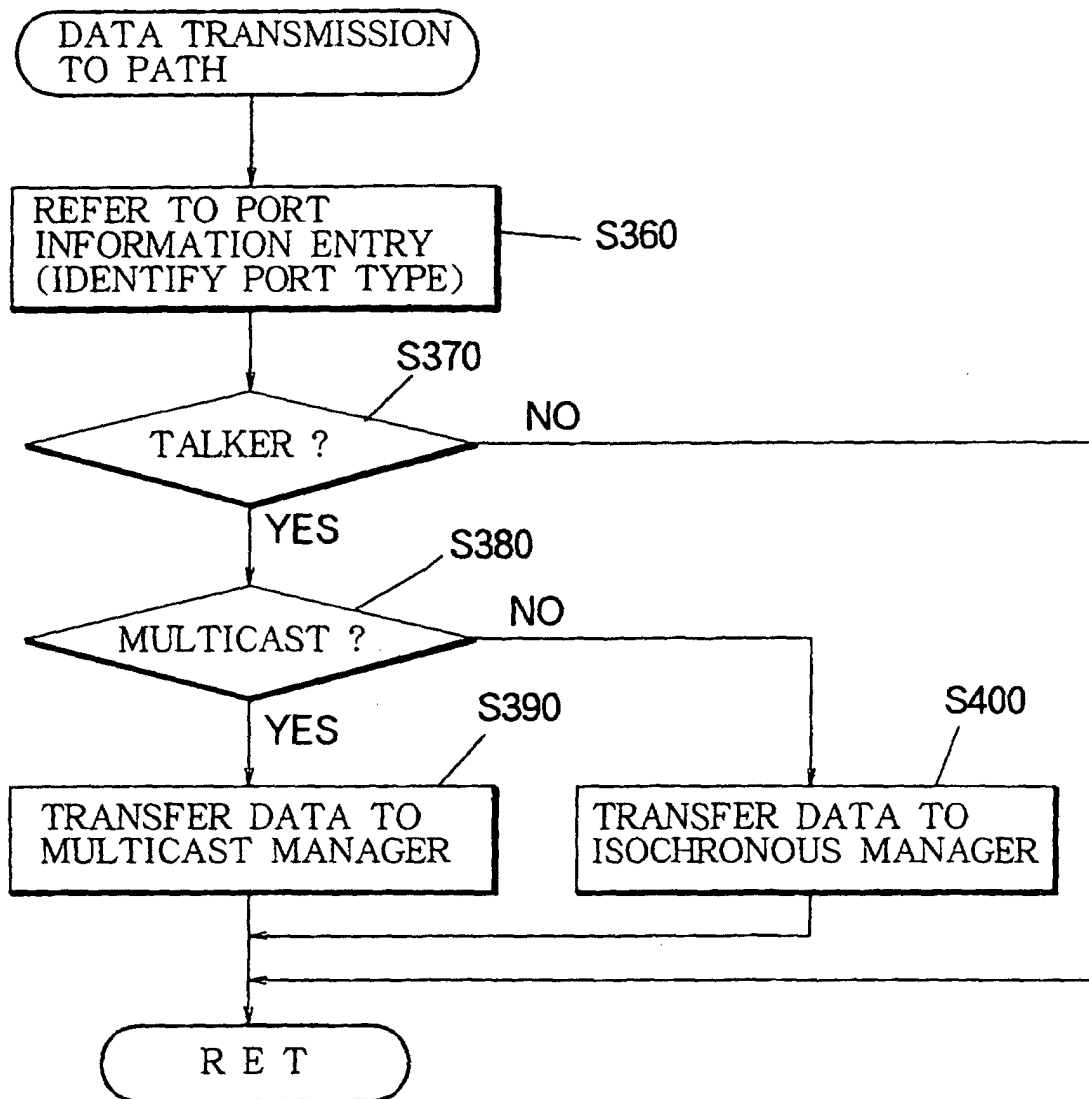 DATA TRANSMISSION
TO PATH
REFER TO PORT
INFORMATION ENTRY
(IDENTIFY PORT TYPE)
S360
S370
TALKER ?
NO
YES
S380
MULTICAST ?
NO
YES
S390
S400
TRANSFER DATA TO
MULTICAST MANAGER
TRANSFER DATA TO
ISOCHRONOUS MANAGER
R E T